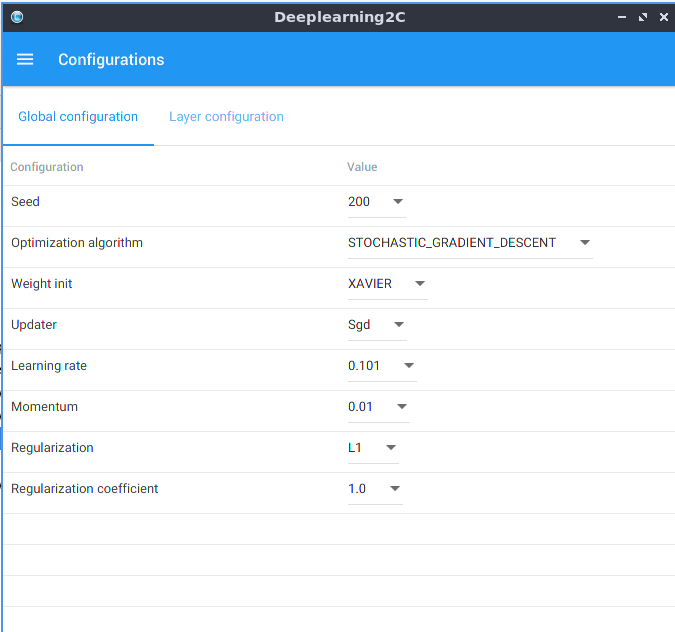 Deeplearning2C
Configurations
Global configuration Layer configuration
Configuration Value
Seed 200
Optimization algorithm STOCHASTIC_GRADIENT_DESCENT
Weight init XAVIER
Updater Sgd
Learning rate 0.101
Momentum 0.01
Regularization L1
Regularization coefficient 1.0